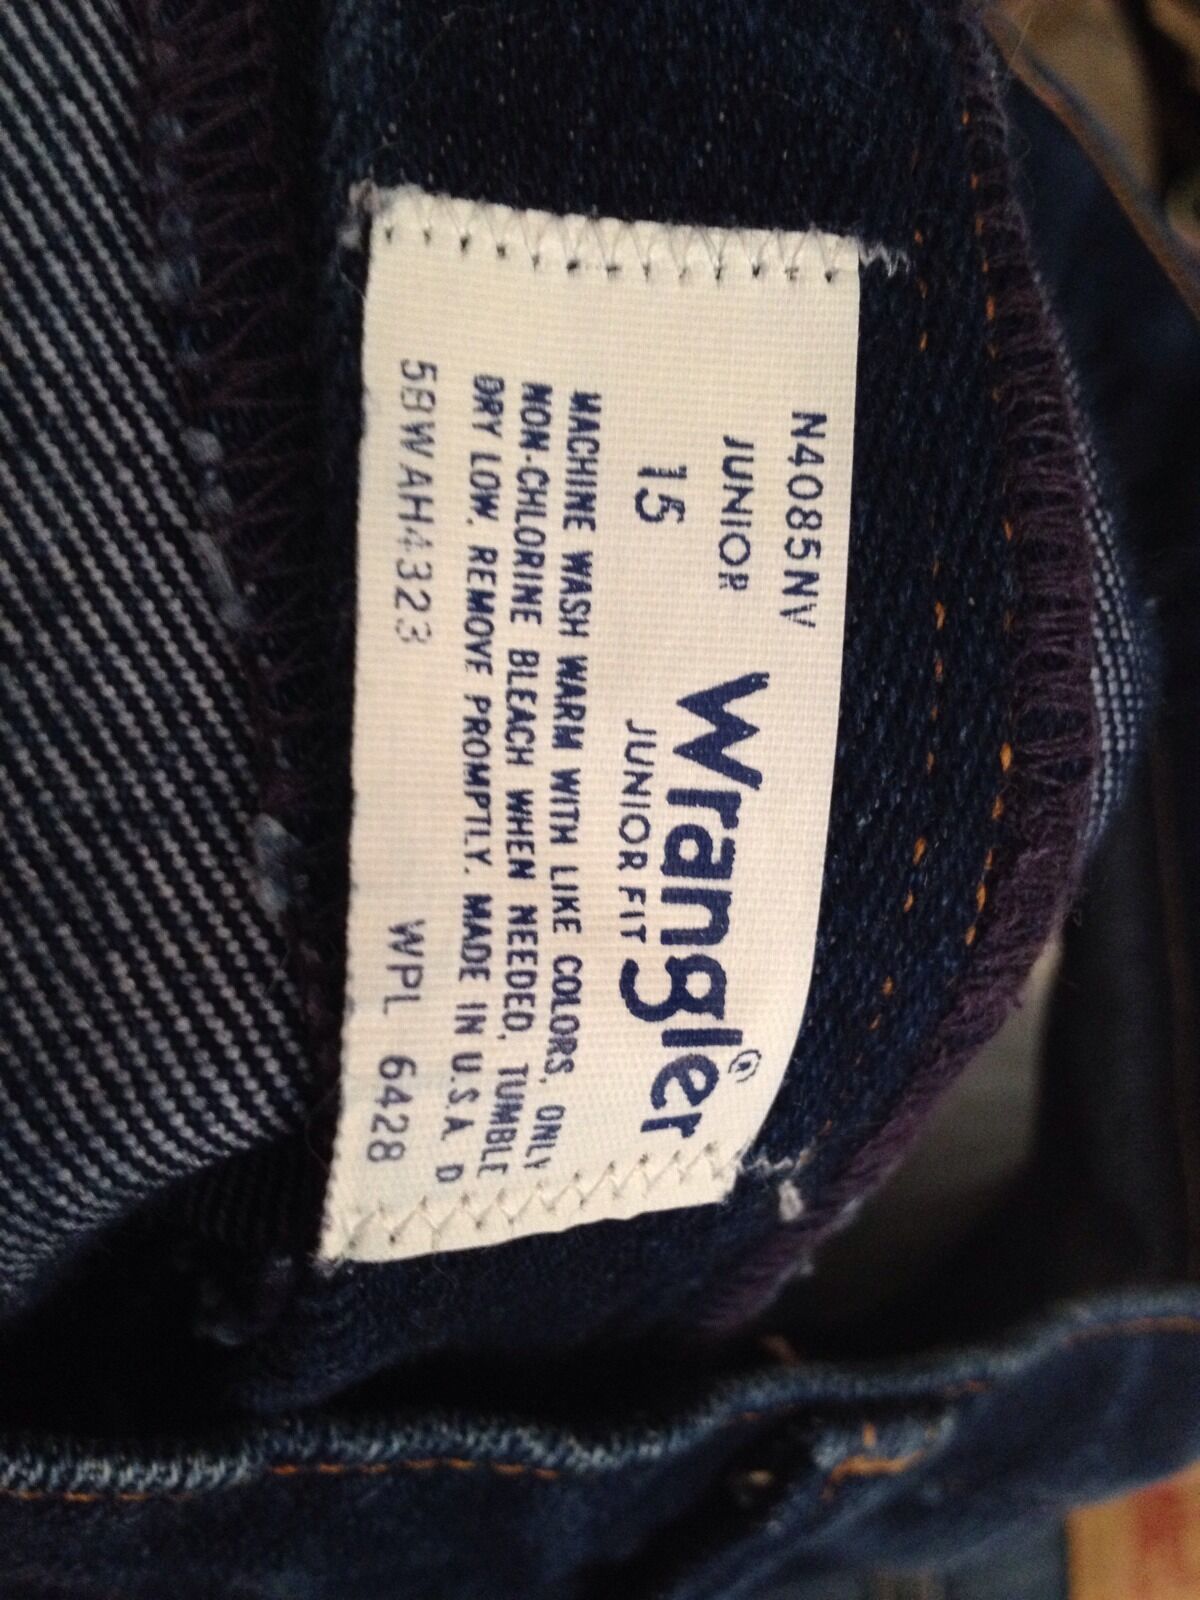 N4085NV
JUNIOR
15
Wrangler®
JUNIOR FIT
MACHINE WASH WARM WITH LIKE COLORS, ONLY
NON-CHLORINE BLEACH WHEN NEEDED, TUMBLE
DRY LOW. REMOVE PROMPTLY. MADE IN U.S.A. D
5BWAH4323 WPL 6428